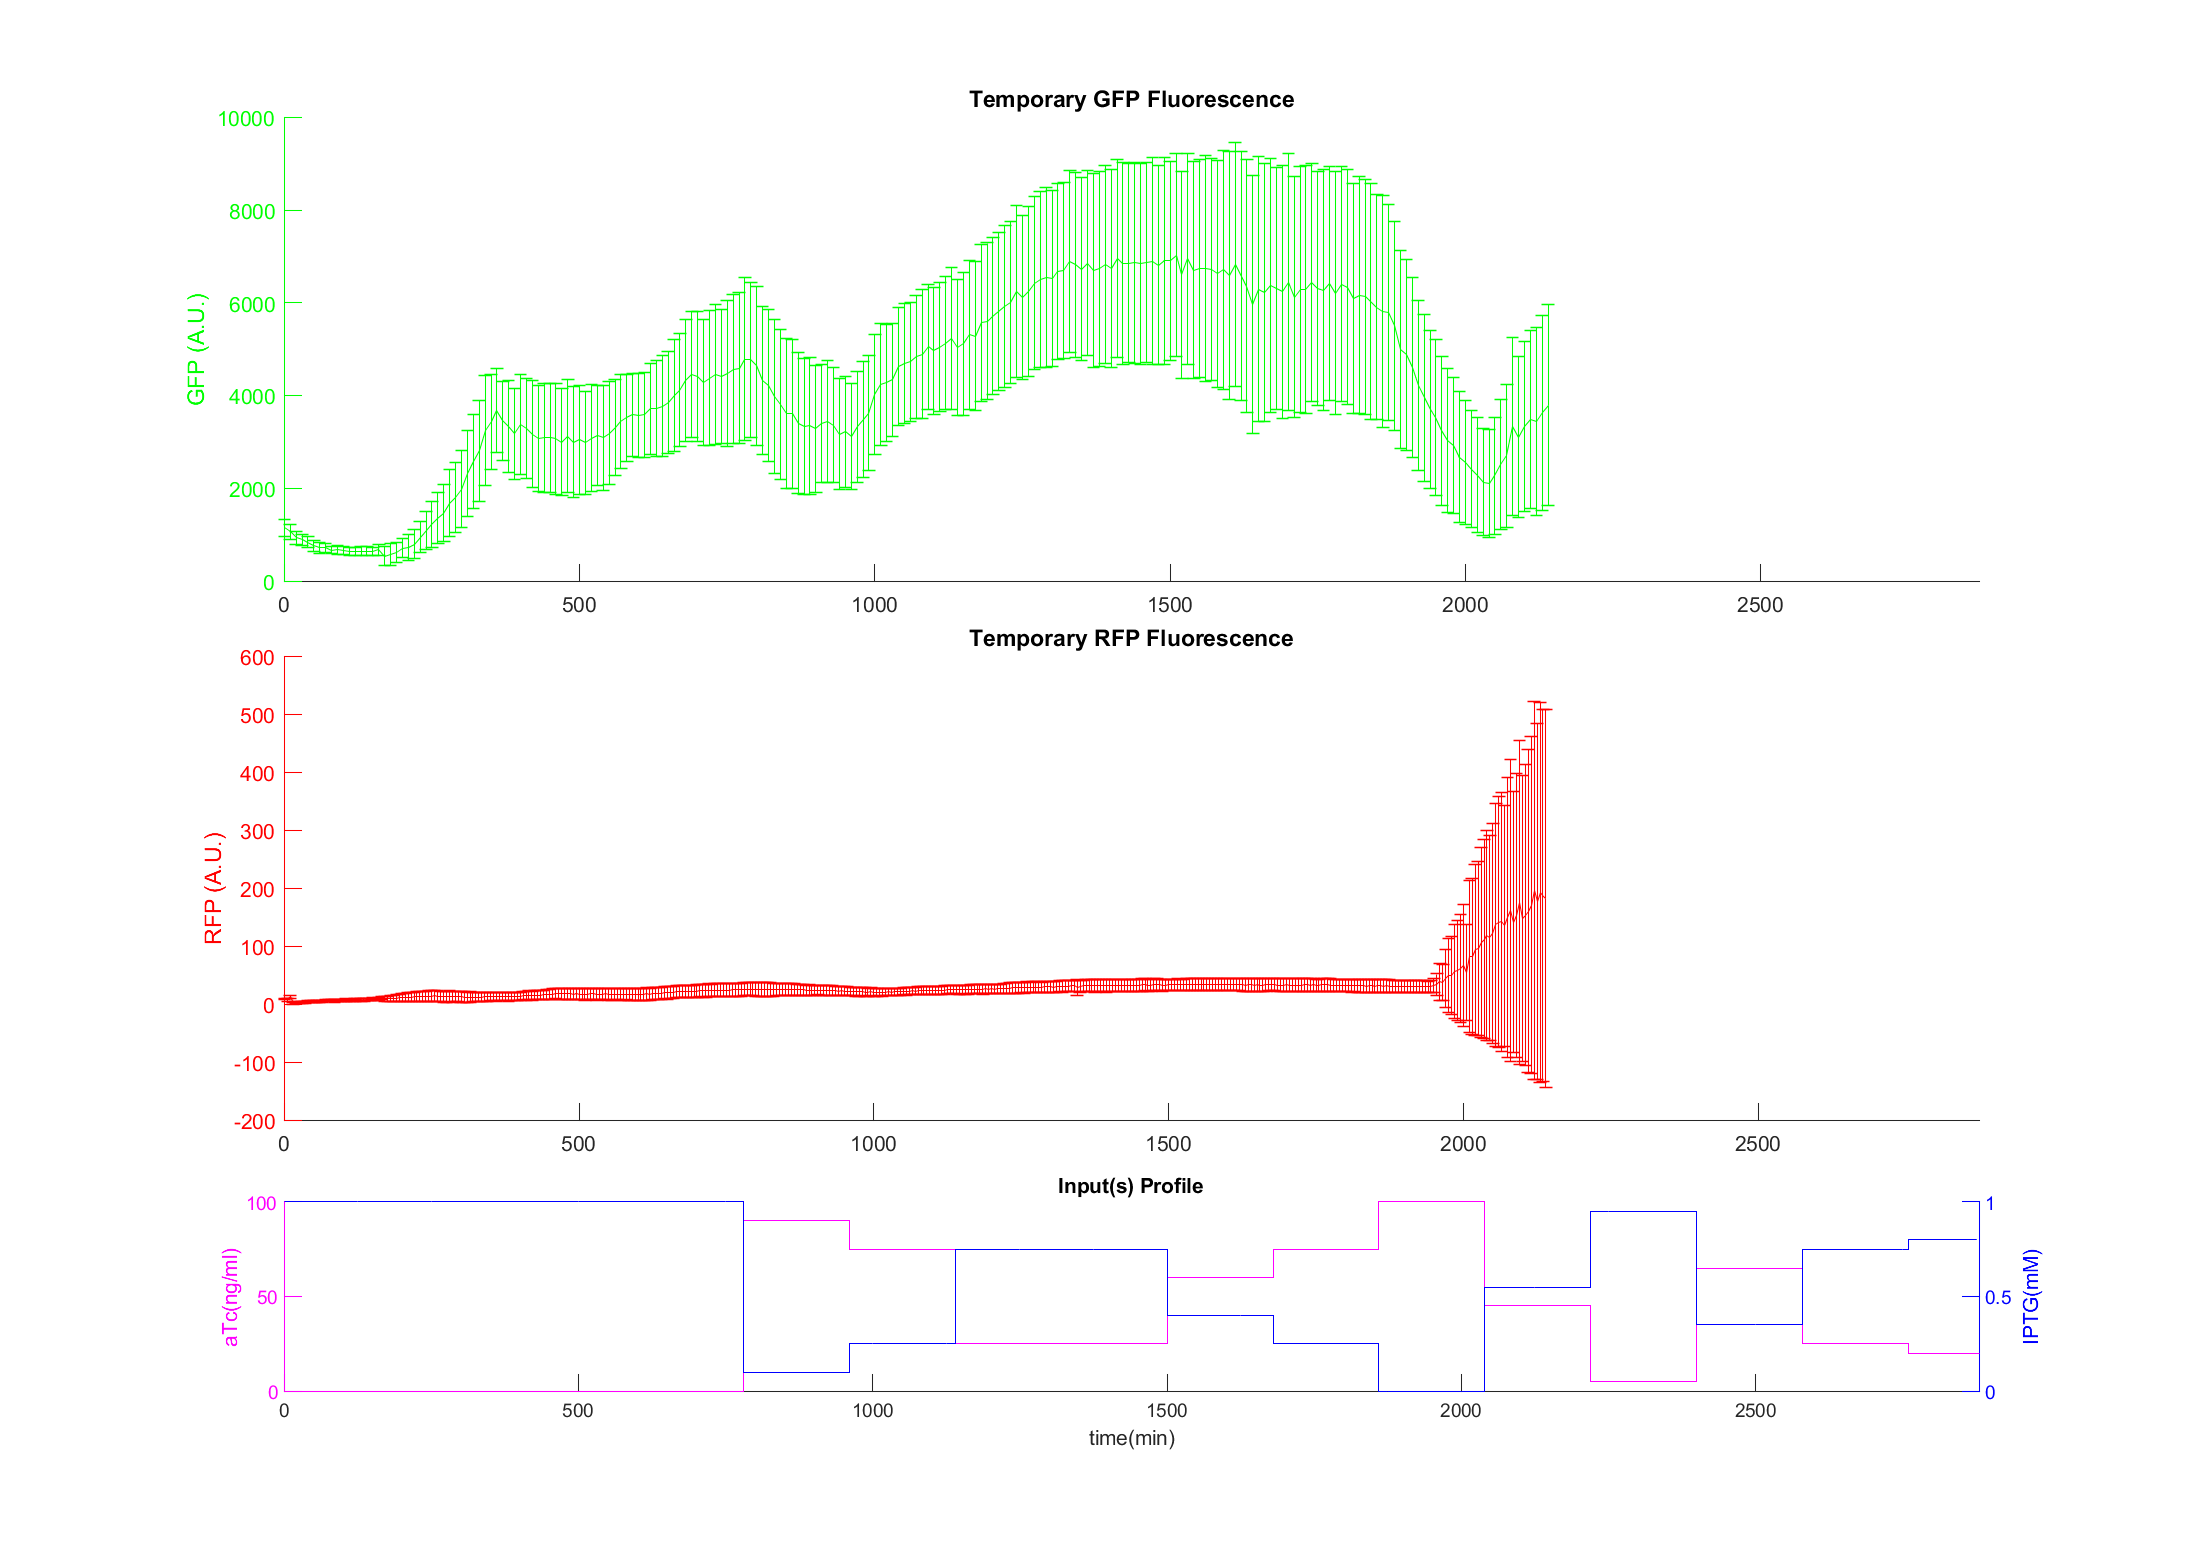 Temporary GFP Fluorescence
GFP (A.U.)
10000
8000
6000
4000
2000
0
0 500 1000 1500 2000 2500
Temporary RFP Fluorescence
RFP (A.U.)
600
500
400
300
200
100
0
-100
-200
0 500 1000 1500 2000 2500
Input(s) Profile
aTc(ng/ml)
100
50
0
1
0.5
0
IPTG(mM)
0 500 1000 1500 2000 2500
time(min)